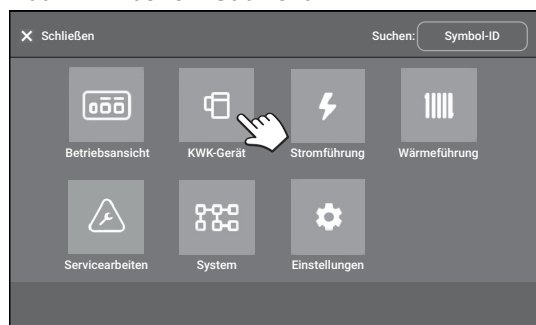 Schließen
Suchen: Symbol-ID
Betriebsansicht KWK-Gerät Stromführung Wärmeführung
Servicearbeiten System Einstellungen